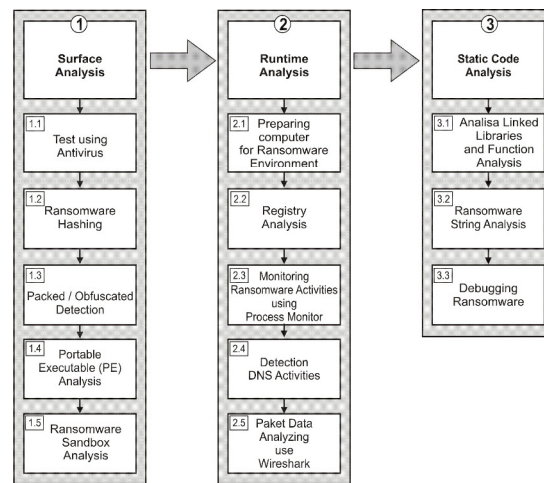 1
Surface
Analysis
1.1
Test using
Antivirus
1.2
Ransomware
Hashing
1.3
Packed / Obfuscated
Detection
1.4
Portable
Executable (PE)
Analysis
1.5
Ransomware
Sandbox
Analysis
2
Runtime
Analysis
2.1
Preparing
computer
for Ransomware
Environment
2.2
Registry
Analysis
2.3
Monitoring
Ransomware Activities
using
Process Monitor
2.4
Detection
DNS Activities
2.5
Paket Data
Analyzing
use
Wireshark
3
Static Code
Analysis
3.1
Analisa Linked
Libraries
and Function
Analysis
3.2
Ransomware
String Analysis
3.3
Debugging
Ransomware